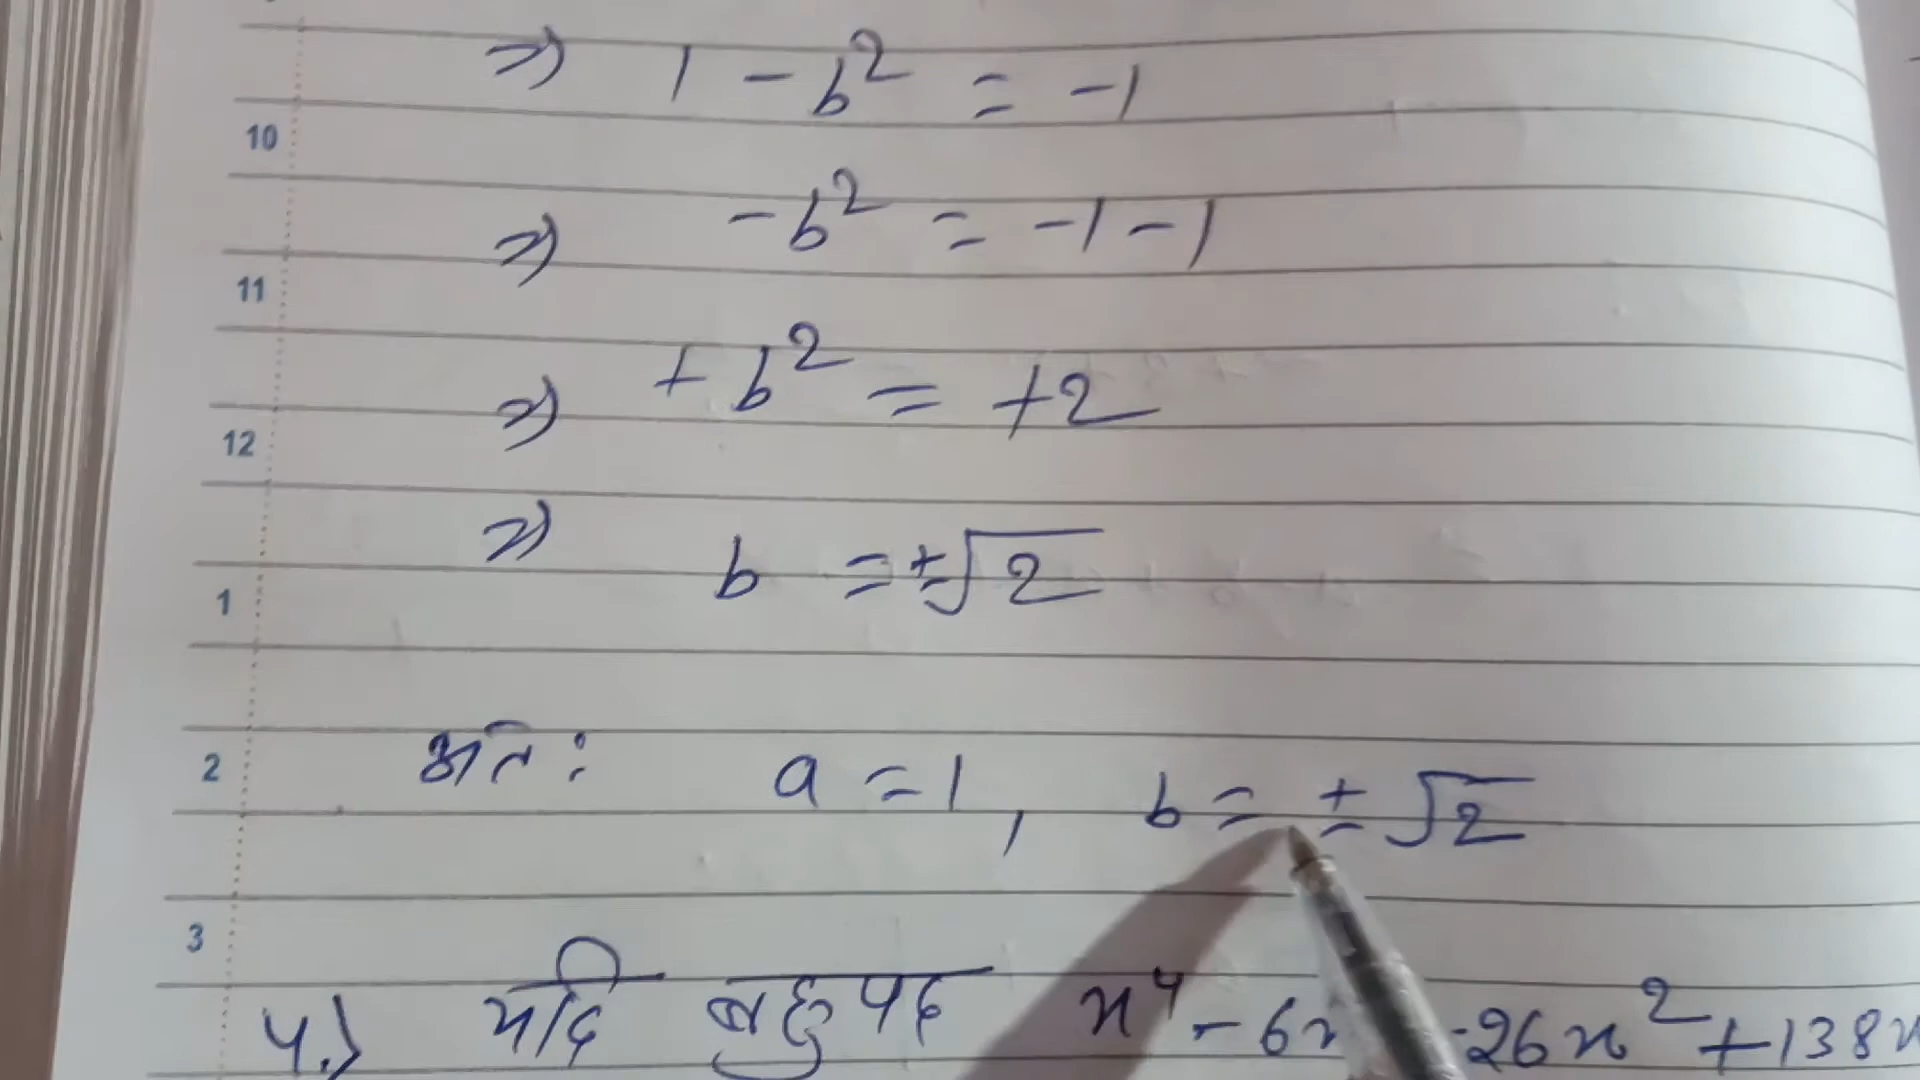 ⇒ 1 - b² = -1
10
⇒ -b² = -1 - 1
11
⇒ +b² = +2
12
⇒ b = ±√2
1
2 अतः a = 1, b = ±√2
3
4.) यदि बहुपद x⁴ - 6x - 26x² + 138x